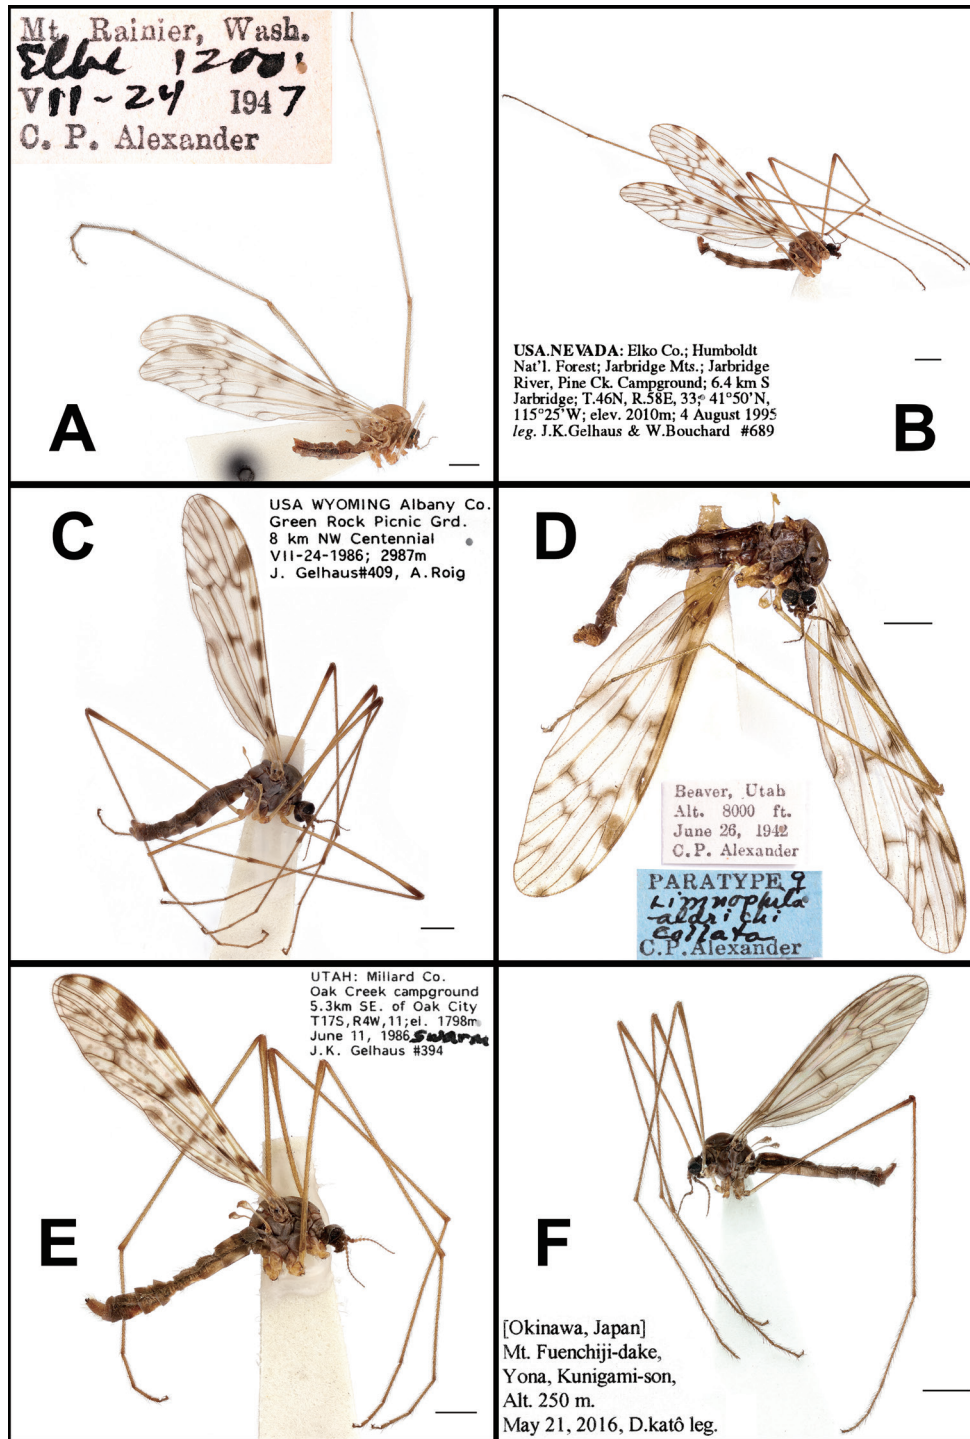 Mt. Rainier, Wash.
Elbe 1200'
VII-24 1947
C. P. Alexander
A
USA.NEVADA: Elko Co.; Humboldt
Nat'l. Forest; Jarbridge Mts.; Jarbridge
River, Pine Ck. Campground; 6.4 km S
Jarbridge; T.46N, R.58E, 33; 41°50'N,
115°25'W; elev. 2010m; 4 August 1995
leg. J.K.Gelhaus & W.Bouchard #689
B
C
USA WYOMING Albany Co.
Green Rock Picnic Grd.
8 km NW Centennial
VII-24-1986; 2987m
J. Gelhaus#409, A.Roig
D
Beaver, Utah
Alt. 8000 ft.
June 26, 1942
C.P. Alexander
PARATYPE ♀
Limnophila
aldrichi
collata
C.P.Alexander
UTAH: Millard Co.
Oak Creek campground
5.3km SE. of Oak City
T17S,R4W,11;el. 1798m
June 11, 1986 swarm
J.K. Gelhaus #394
E
F
[Okinawa, Japan]
Mt. Fuenchiji-dake,
Yona, Kunigami-son,
Alt. 250 m.
May 21, 2016, D.katô leg.